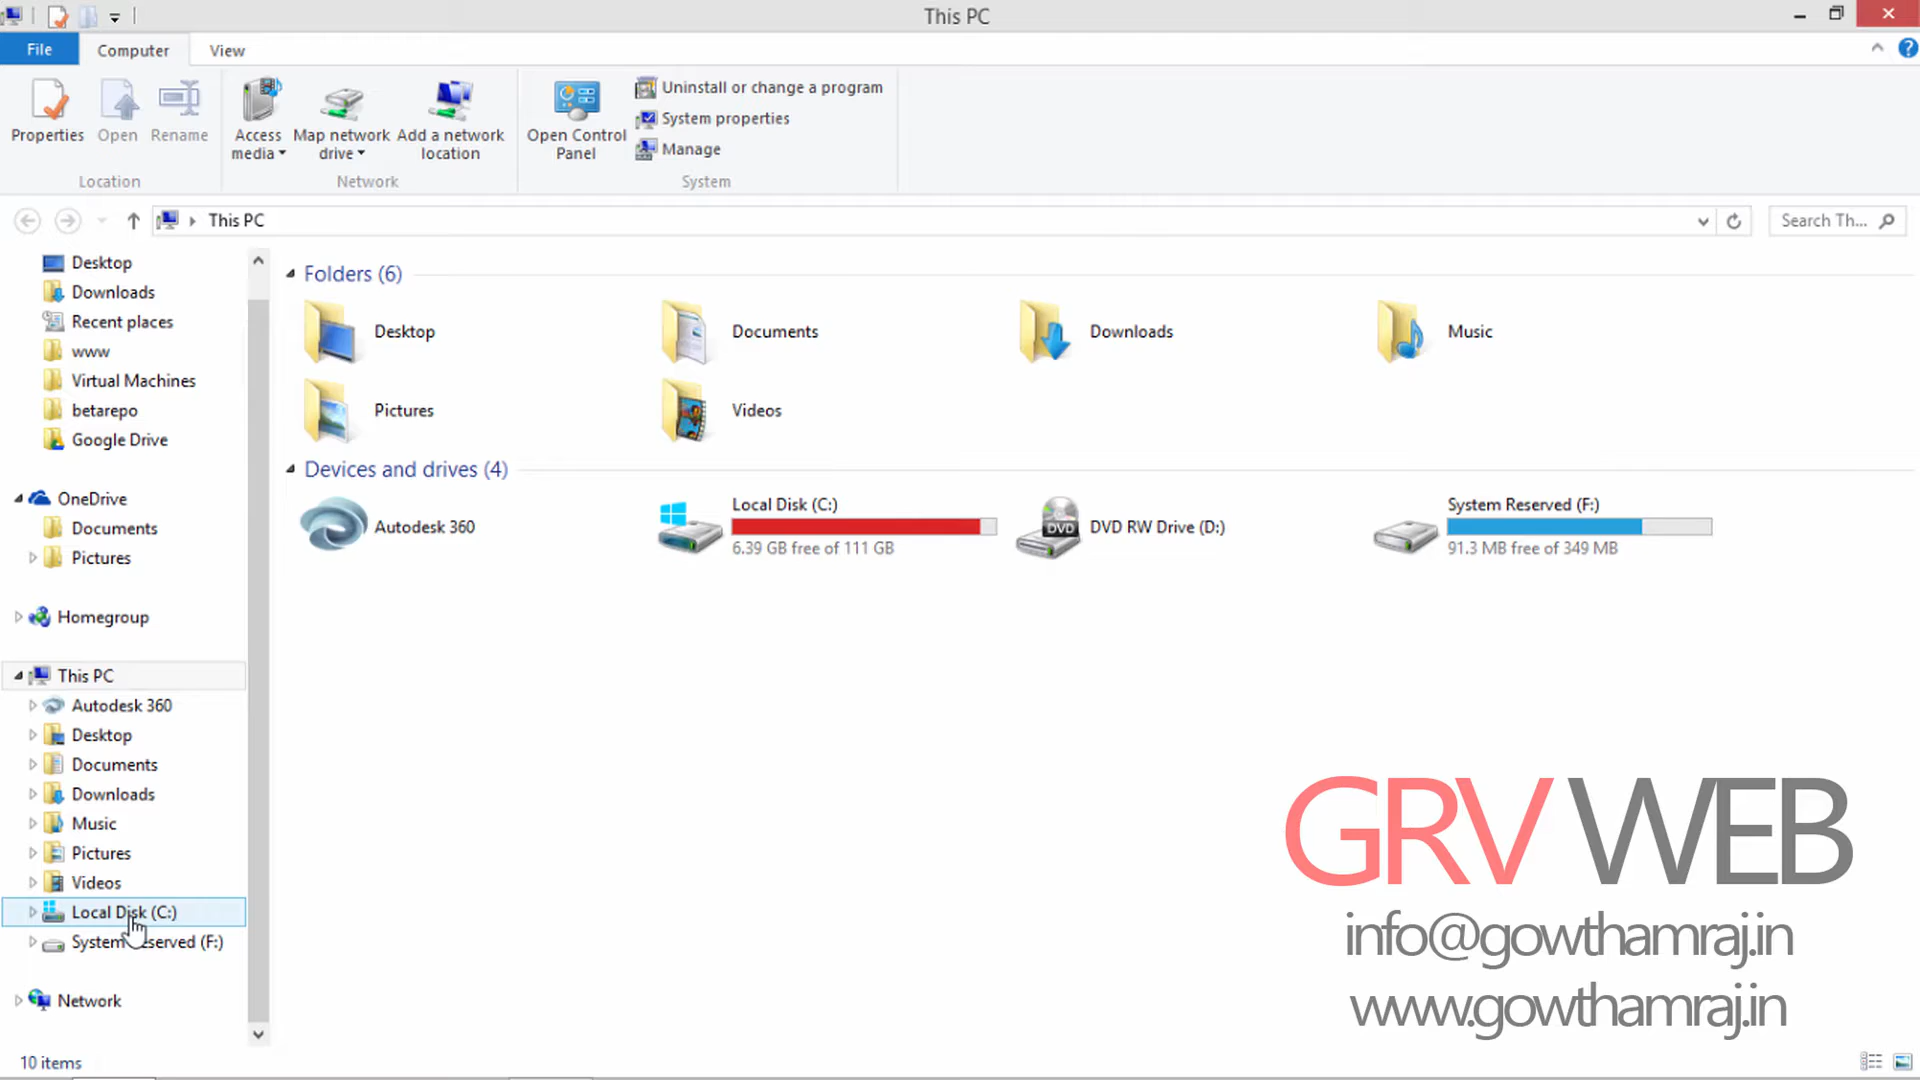 This PC
File
Computer
View
Properties
Open
Rename
Access
media
Map network
drive
Add a network
location
Open Control
Panel
Uninstall or change a program
System properties
Manage
Location
Network
System
This PC
Search Th...
Desktop
Downloads
Recent places
www
Virtual Machines
betarepo
Google Drive
OneDrive
Documents
Pictures
Homegroup
This PC
Autodesk 360
Desktop
Documents
Downloads
Music
Pictures
Videos
Local Disk (C:)
System Reserved (F:)
Network
10 items
Folders (6)
Desktop
Documents
Downloads
Music
Pictures
Videos
Devices and drives (4)
Autodesk 360
Local Disk (C:)
6.39 GB free of 111 GB
DVD
DVD RW Drive (D:)
System Reserved (F:)
91.3 MB free of 349 MB
GRV WEB
info@gowthamraj.in
www.gowthamraj.in